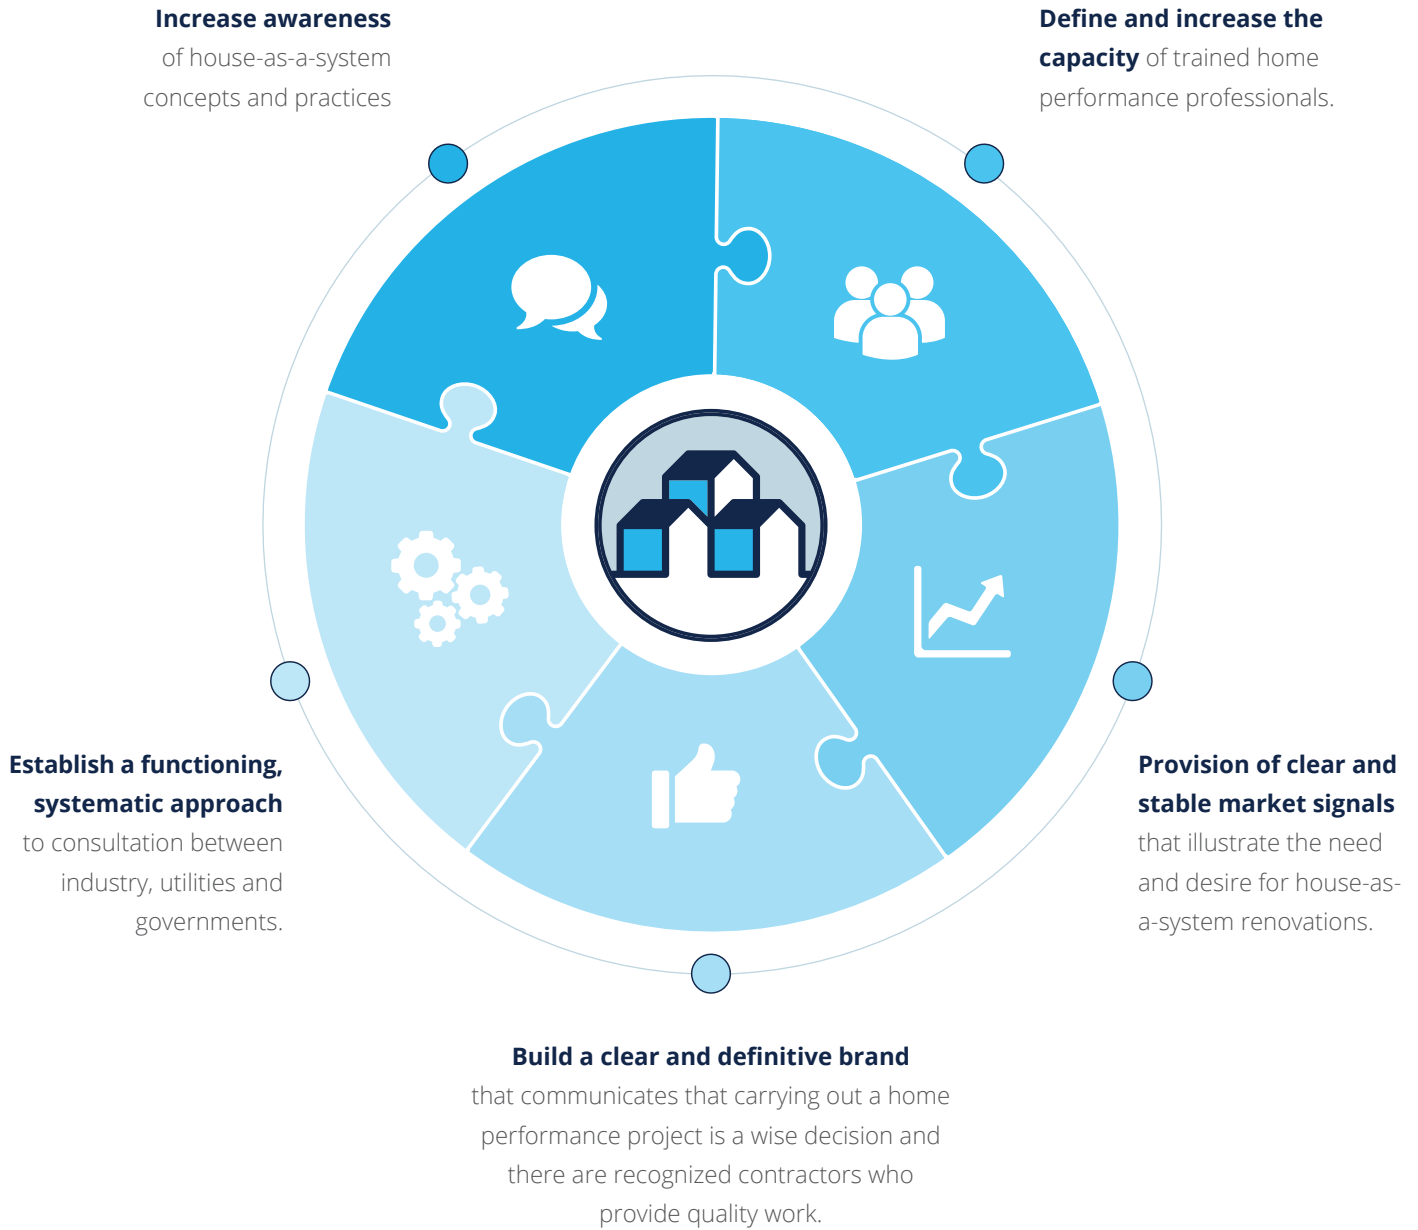 Increase awareness
of house-as-a-system
concepts and practices
Define and increase the
capacity of trained home
performance professionals.
Establish a functioning,
systematic approach
to consultation between
industry, utilities and
governments.
Provision of clear and
stable market signals
that illustrate the need
and desire for house-as-
a-system renovations.
Build a clear and definitive brand
that communicates that carrying out a home
performance project is a wise decision and
there are recognized contractors who
provide quality work.